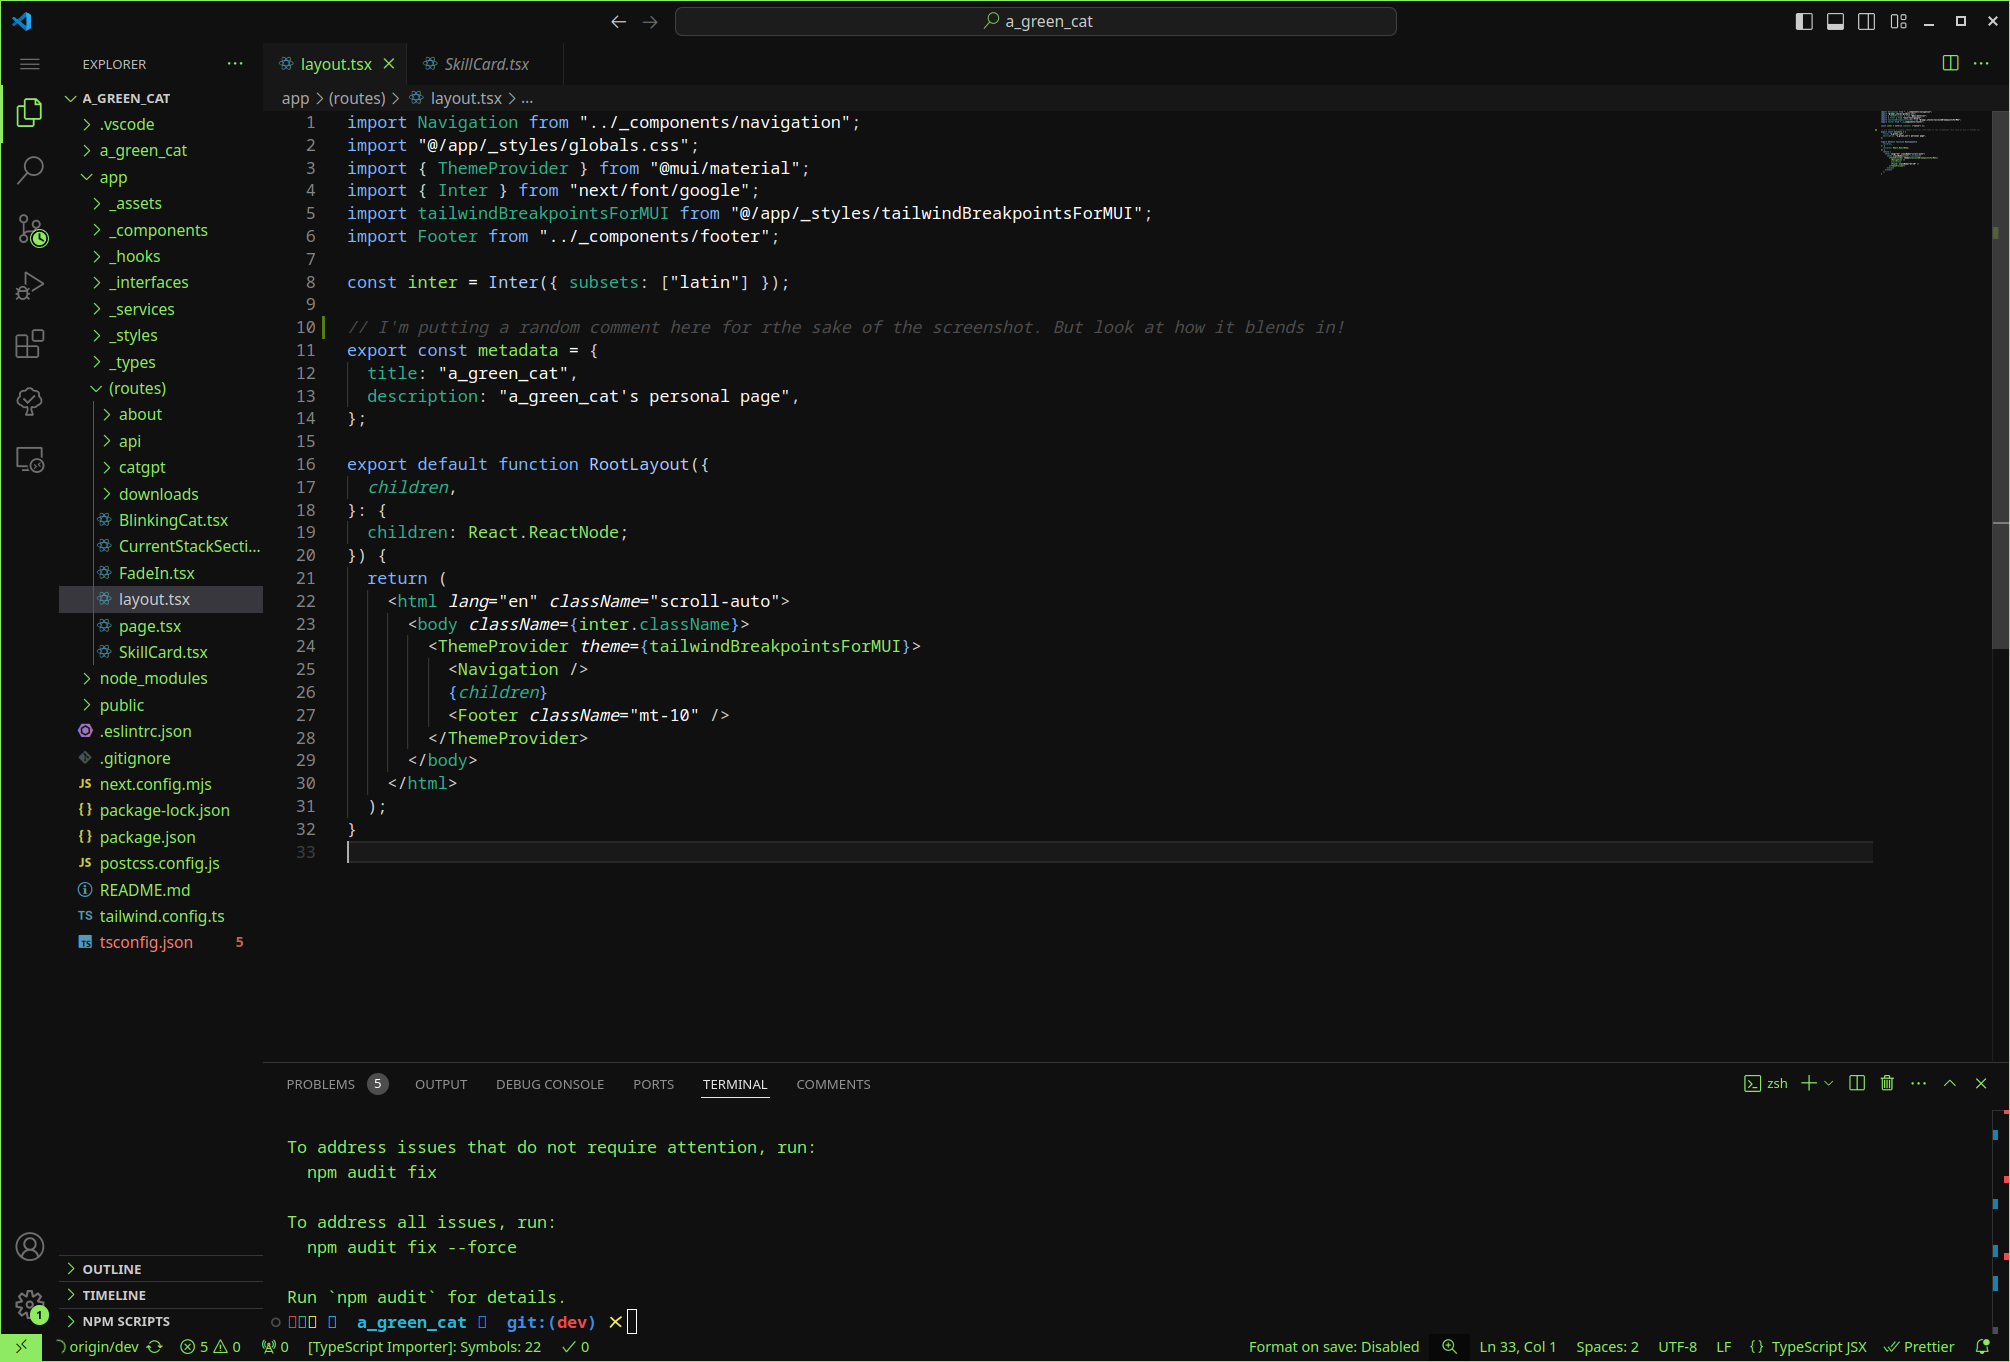 a_green_cat
EXPLORER
layout.tsx
SkillCard.tsx
A_GREEN_CAT
app > (routes) > layout.tsx > ...
.vscode
a_green_cat
app
_assets
_components
_hooks
_interfaces
_services
_styles
_types
(routes)
about
api
catgpt
downloads
BlinkingCat.tsx
CurrentStackSecti...
FadeIn.tsx
layout.tsx
page.tsx
SkillCard.tsx
node_modules
public
.eslintrc.json
.gitignore
JS next.config.mjs
{ } package-lock.json
{ } package.json
JS postcss.config.js
README.md
TS tailwind.config.ts
TS tsconfig.json 5
OUTLINE
TIMELINE
NPM SCRIPTS
1 import Navigation from "../_components/navigation";
2 import "@/app/_styles/globals.css";
3 import { ThemeProvider } from "@mui/material";
4 import { Inter } from "next/font/google";
5 import tailwindBreakpointsForMUI from "@/app/_styles/tailwindBreakpointsForMUI";
6 import Footer from "../_components/footer";
7
8 const inter = Inter({ subsets: ["latin"] });
9
10 // I'm putting a random comment here for rthe sake of the screenshot. But look at how it blends in!
11 export const metadata = {
12 title: "a_green_cat",
13 description: "a_green_cat's personal page",
14 };
15
16 export default function RootLayout({
17 children,
18 }: {
19 children: React.ReactNode;
20 }) {
21 return (
22 <html lang="en" className="scroll-auto">
23 <body className={inter.className}>
24 <ThemeProvider theme={tailwindBreakpointsForMUI}>
25 <Navigation />
26 {children}
27 <Footer className="mt-10" />
28 </ThemeProvider>
29 </body>
30 </html>
31 );
32 }
33
PROBLEMS 5 OUTPUT DEBUG CONSOLE PORTS TERMINAL COMMENTS
zsh
To address issues that do not require attention, run:
npm audit fix
To address all issues, run:
npm audit fix --force
Run `npm audit` for details.
a_green_cat git:(dev)
1
origin/dev 5 0 0 [TypeScript Importer]: Symbols: 22 0
Format on save: Disabled Ln 33, Col 1 Spaces: 2 UTF-8 LF { } TypeScript JSX Prettier